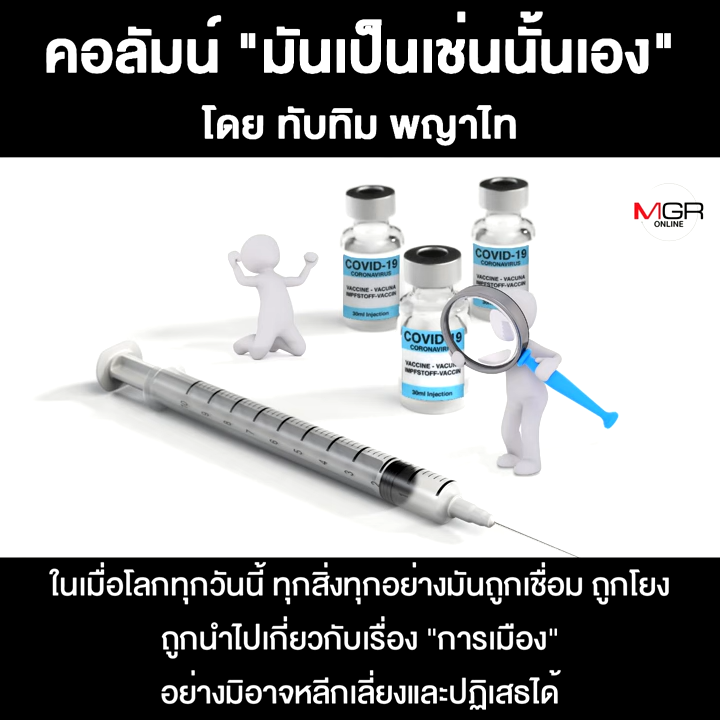 คอลัมน์ "มันเป็นเช่นนั้นเอง"
โดย ทับทิม พญาไท
MGR
ONLINE
COVID-19
CORONAVIRUS
VACCINE - VACUNA
IMPFSTOFF-VACCIN
30ml Injection
COVID-19
CORONAVIRUS
VACCINE - VACUNA
IMPFSTOFF-VACCIN
COVID-19
CORONAVIRUS
VACCINE - VACUN
IMPFSTOFF-VACCIN
30ml Injection
ในเมื่อโลกทุกวันนี้ ทุกสิ่งทุกอย่างมันถูกเชื่อม ถูกโยง
ถูกนำไปเกี่ยวกับเรื่อง "การเมือง"
อย่างมิอาจหลีกเลี่ยงและปฏิเสธได้